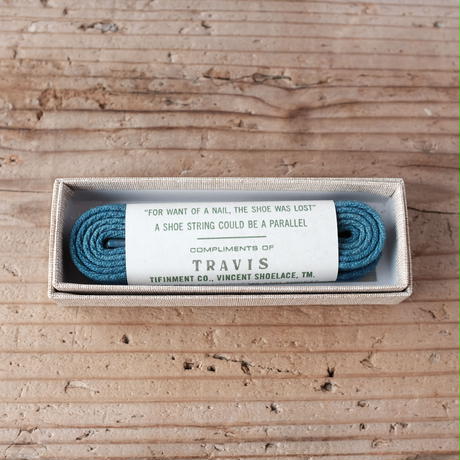 "FOR WANT OF A NAIL, THE SHOE WAS LOST"
A SHOE STRING COULD BE A PARALLEL
COMPLIMENTS OF
TRAVIS
TIFINMENT CO., VINCENT SHOELACE, TM.